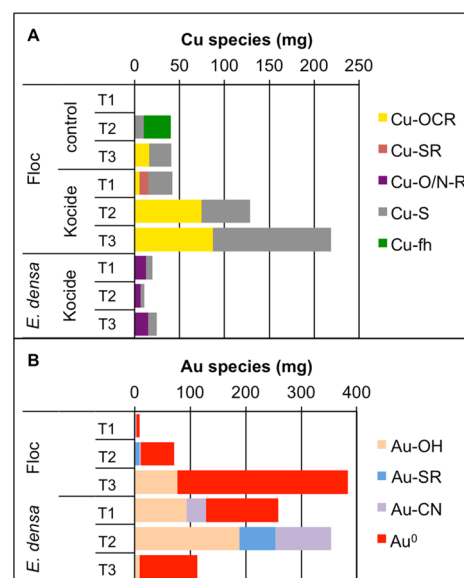 A
Cu species (mg)
0 50 100 150 200 250
Floc
control
T1
T2
T3
Kocide
T1
T2
T3
E. densa
Kocide
T1
T2
T3
Cu-OCR
Cu-SR
Cu-O/N-R
Cu-S
Cu-fh
B
Au species (mg)
0 100 200 300 400
Floc
T1
T2
T3
E. densa
T1
T2
T3
Au-OH
Au-SR
Au-CN
Au⁰